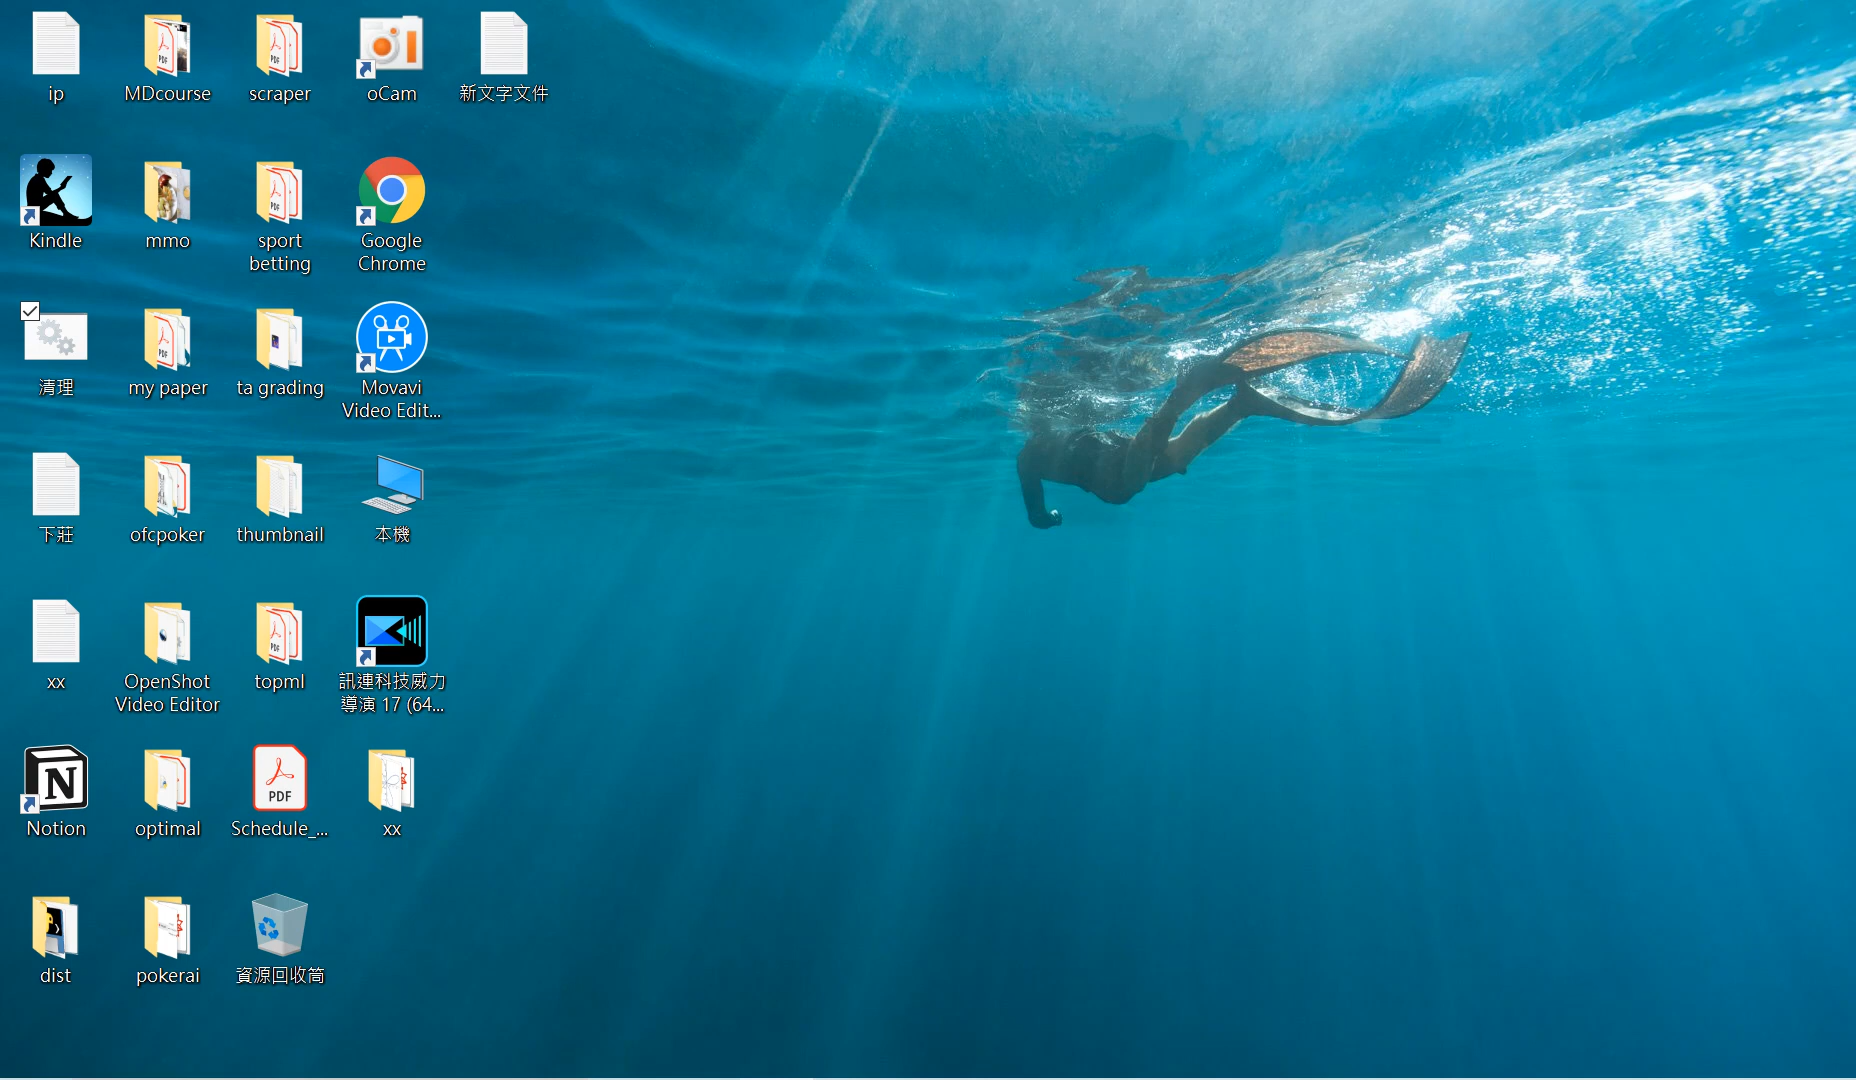 ip
MDcourse
scraper
oCam
新文字文件
Kindle
mmo
sport
betting
Google
Chrome
清理
my paper
PDF
ta grading
Movavi
Video Edit...
下莊
ofcpoker
thumbnail
本機
xx
OpenShot
Video Editor
topml
訊連科技威力
導演 17 (64...
N
Notion
optimal
PDF
Schedule_...
xx
dist
pokerai
資源回收筒